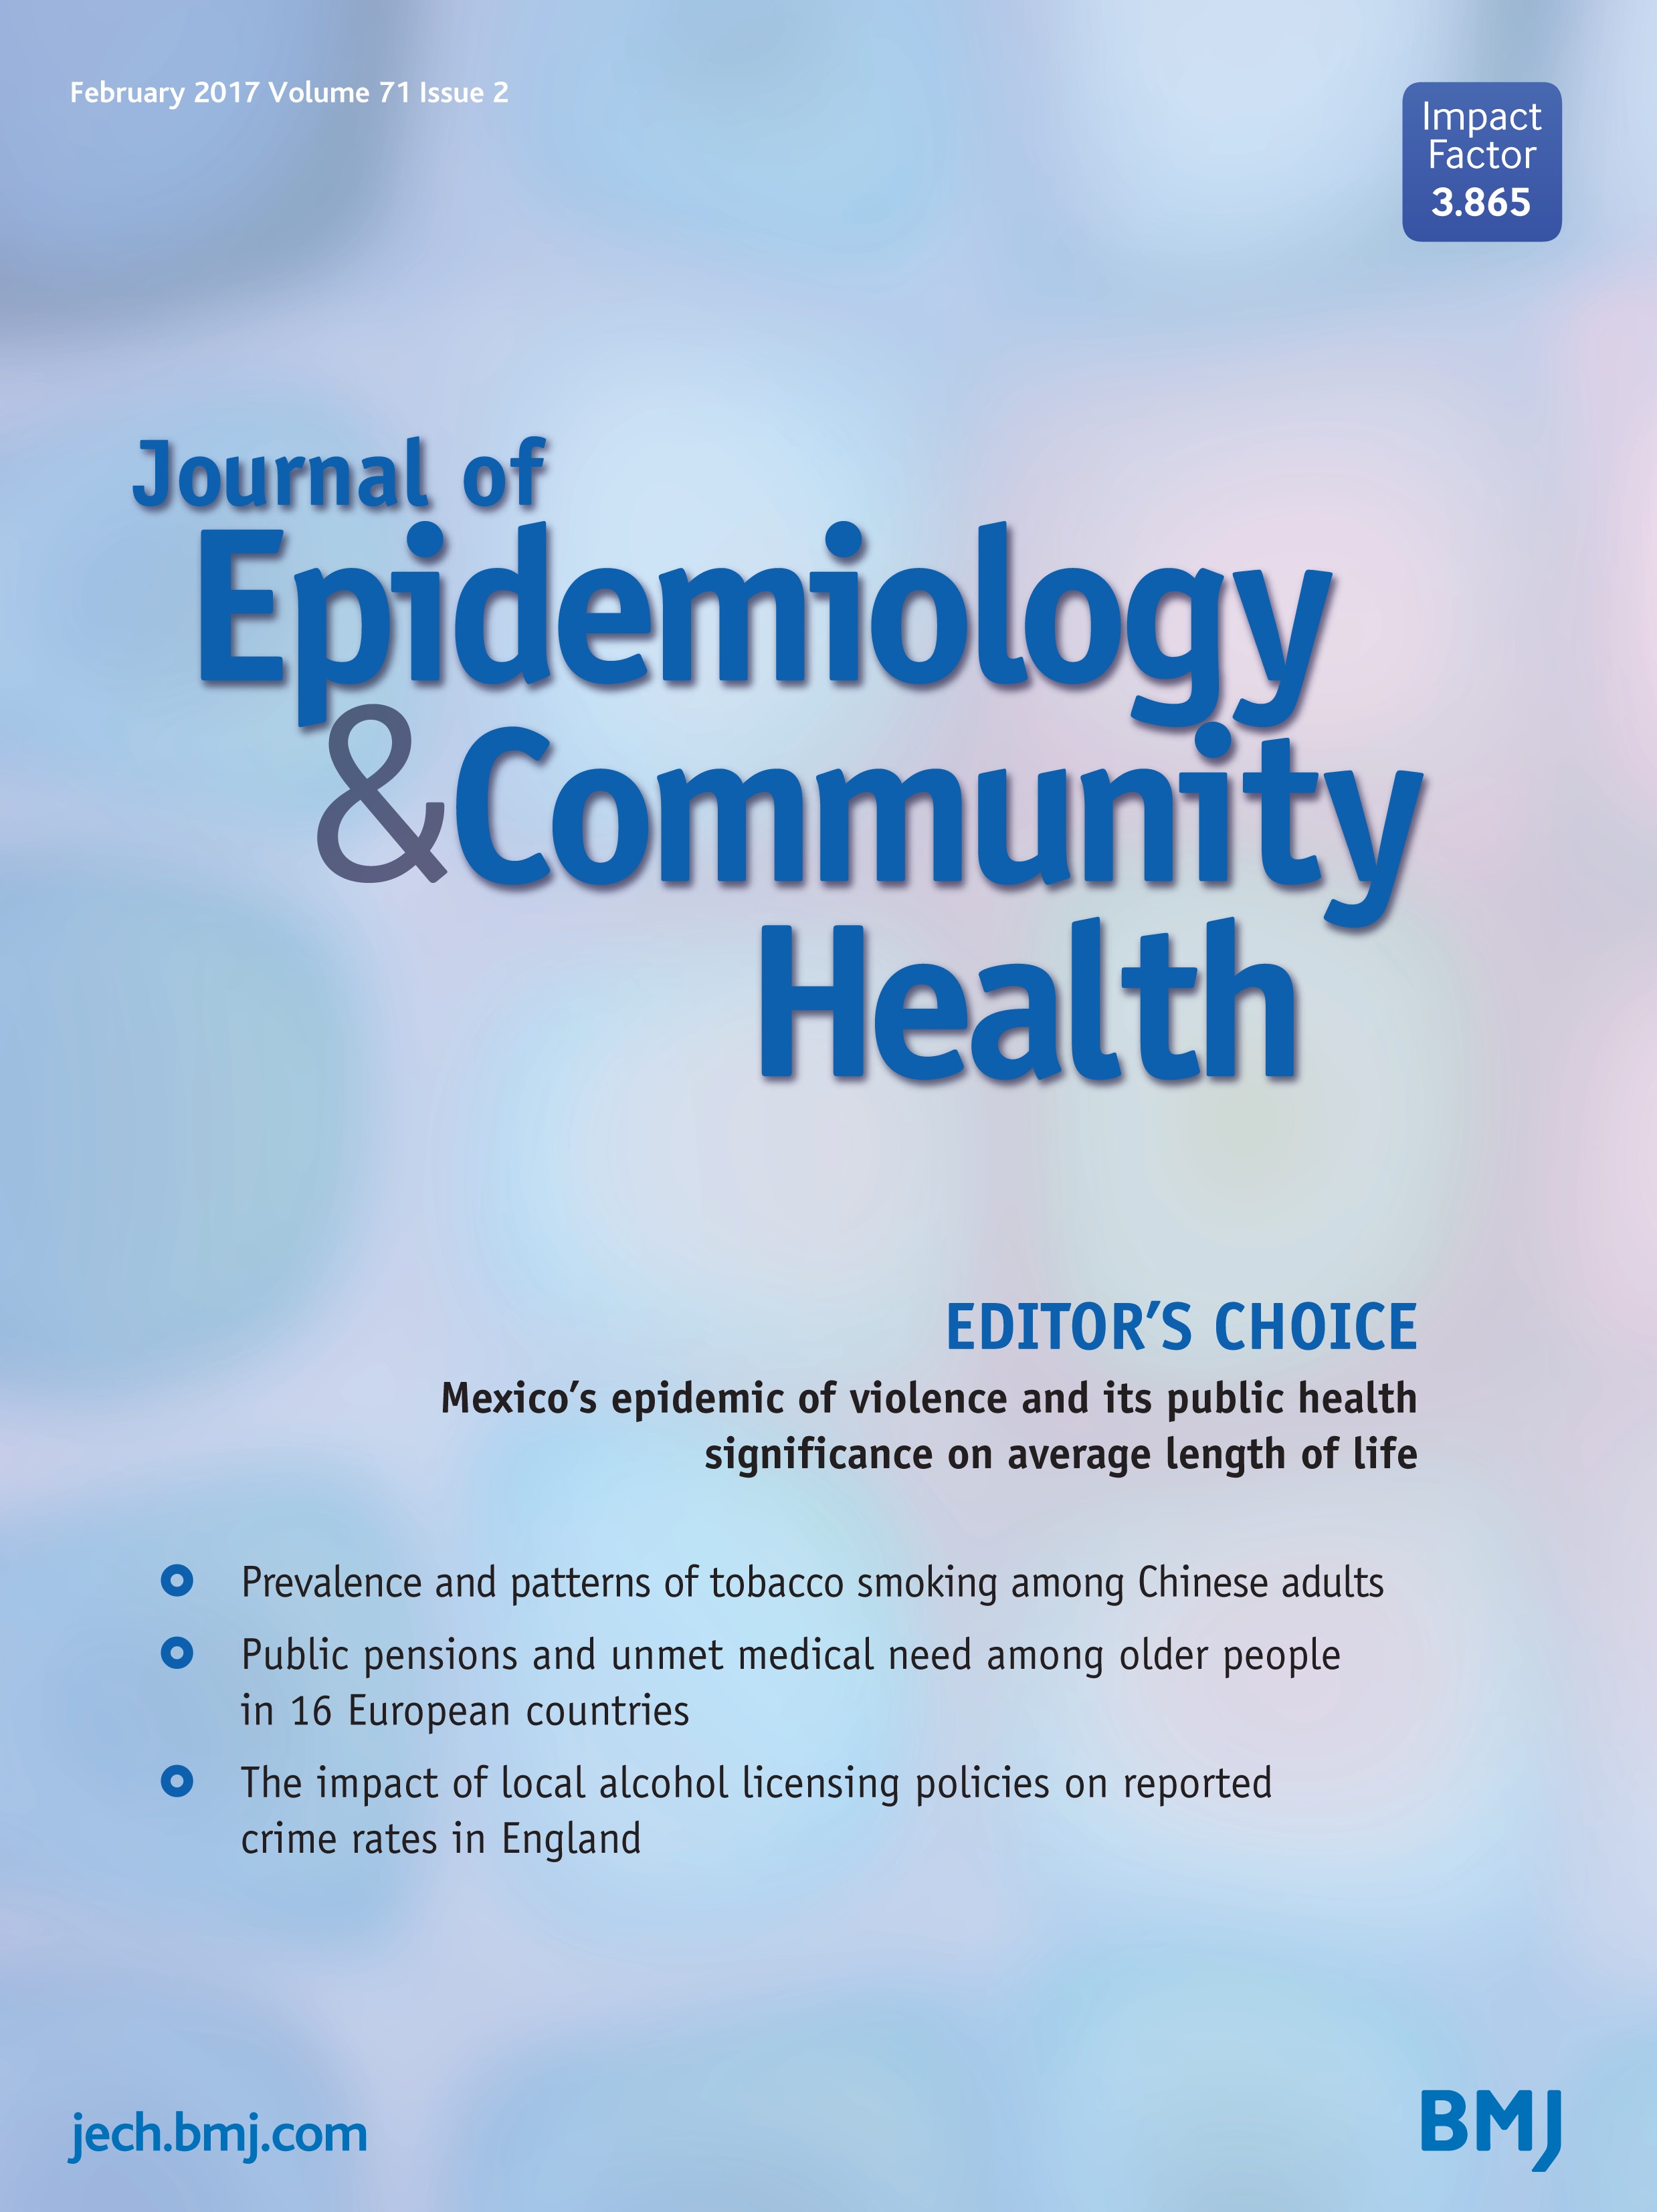 February 2017 Volume 71 Issue 2
Impact
Factor
3.865
Journal of
Epidemiology
&Community
Health
EDITOR’S CHOICE
Mexico’s epidemic of violence and its public health
significance on average length of life
Prevalence and patterns of tobacco smoking among Chinese adults
Public pensions and unmet medical need among older people
in 16 European countries
The impact of local alcohol licensing policies on reported
crime rates in England
jech.bmj.com
BMJ